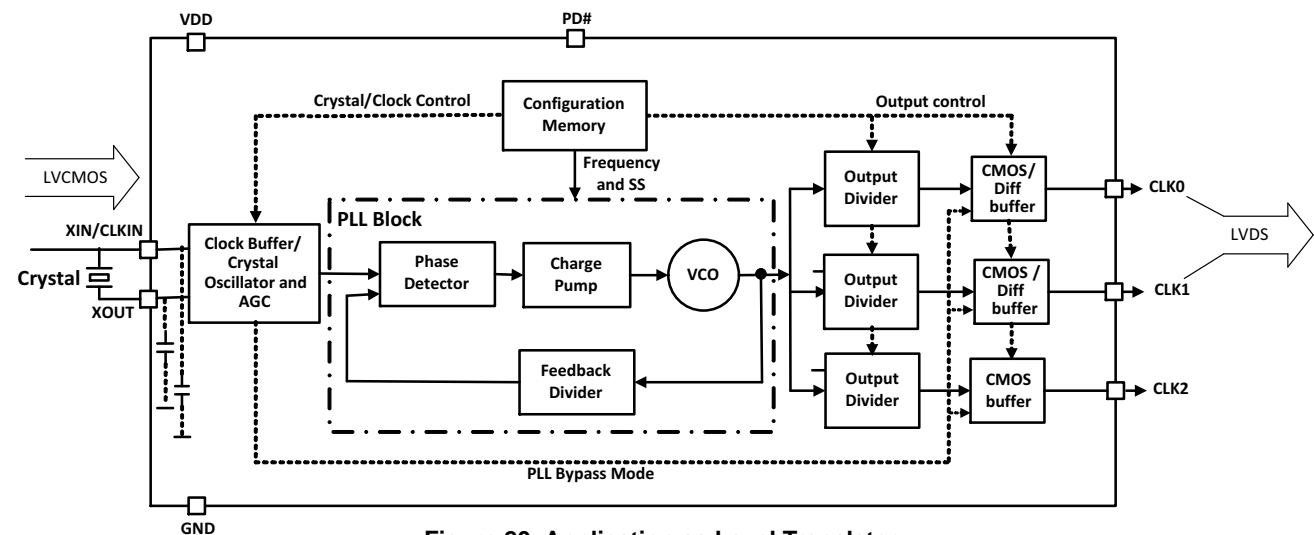 VDD
PD#
Crystal/Clock Control
Configuration
Memory
Output control
LVCMOS
Frequency
and SS
Output
Divider
CMOS/
Diff
buffer
CLK0
PLL Block
XIN/CLKIN
Clock Buffer/
Crystal
Oscillator and
AGC
Phase
Detector
Charge
Pump
VCO
LVDS
Crystal
XOUT
Output
Divider
CMOS /
Diff
buffer
CLK1
Feedback
Divider
Output
Divider
CMOS
buffer
CLK2
PLL Bypass Mode
GND